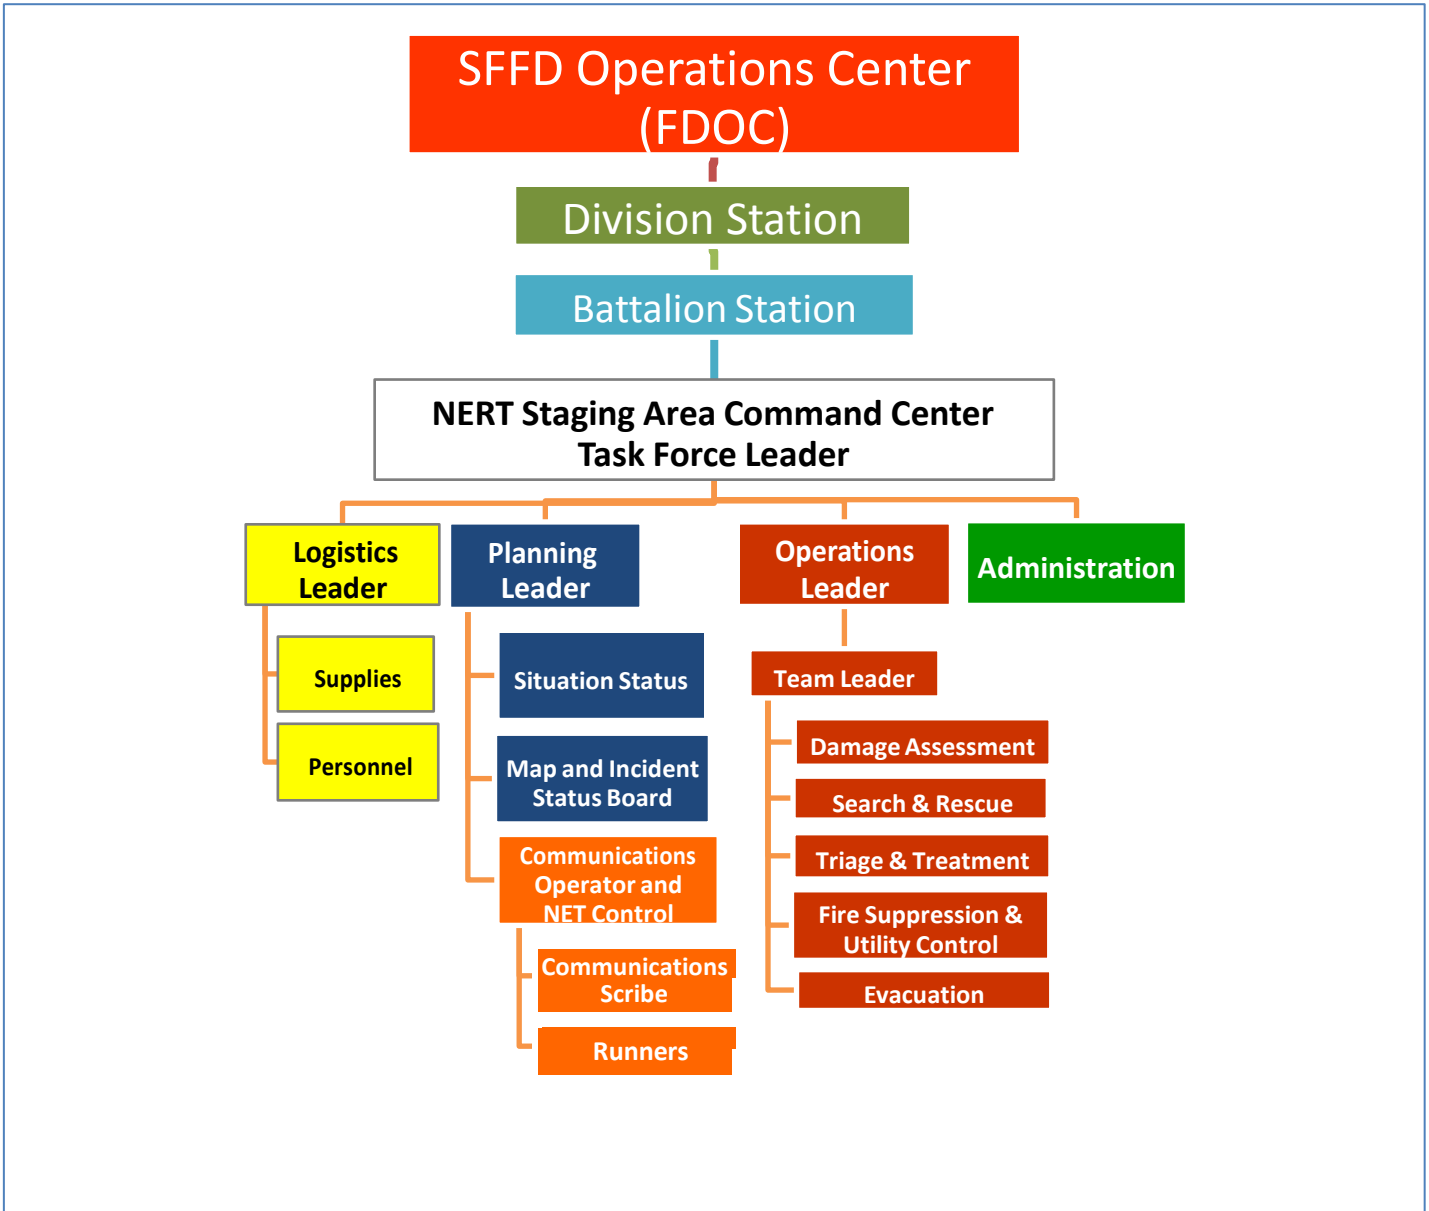 SFFD Operations Center
(FDOC)
Division Station
Battalion Station
NERT Staging Area Command Center
Task Force Leader
Logistics
Leader
Supplies
Personnel
Planning
Leader
Situation Status
Map and Incident
Status Board
Communications
Operator and
NET Control
Communications
Scribe
Runners
Operations
Leader
Team Leader
Damage Assessment
Search & Rescue
Triage & Treatment
Fire Suppression &
Utility Control
Evacuation
Administration